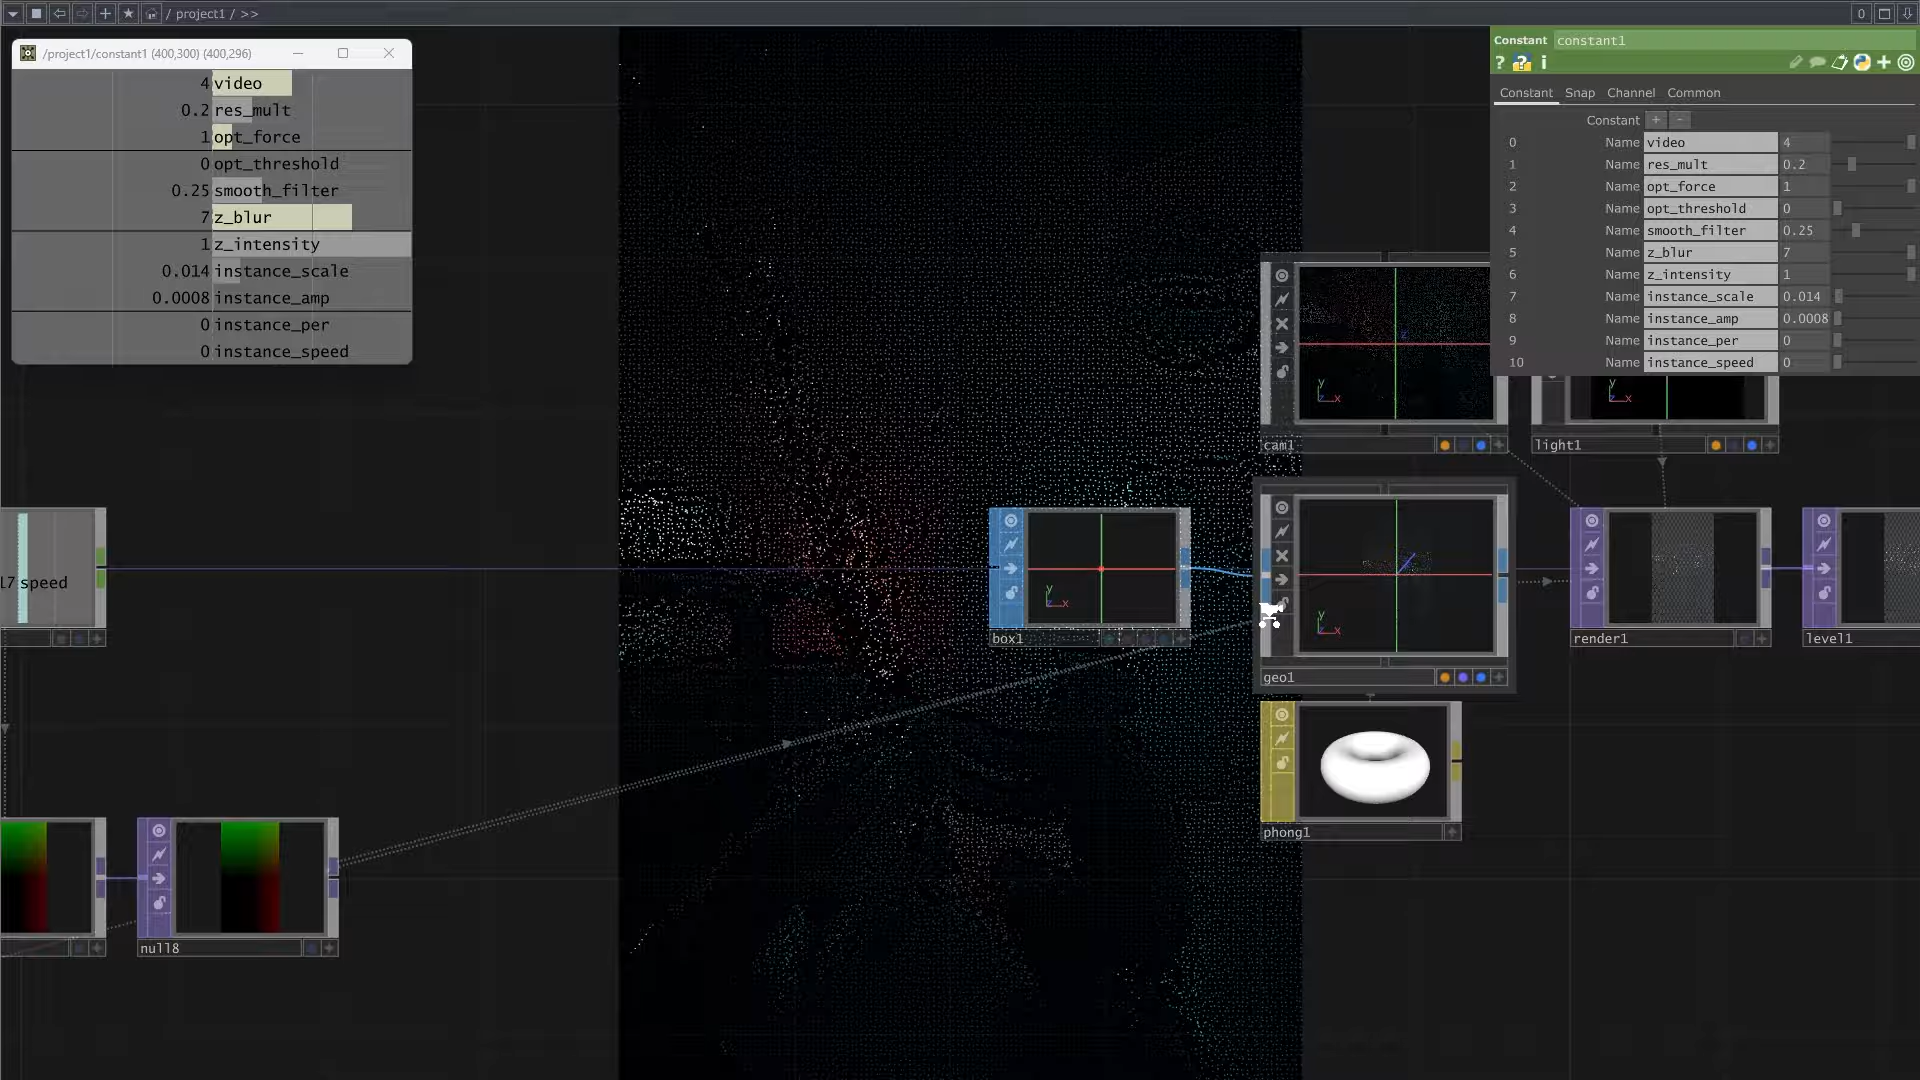 / project1 / >>
0
/project1/constant1 (400,300) (400,296)
4 video
0.2 res_mult
1 opt_force
0 opt_threshold
0.25 smooth_filter
7 z_blur
1 z_intensity
0.014 instance_scale
0.0008 instance_amp
0 instance_per
0 instance_speed
Constant constant1
? ? i
Constant Snap Channel Common
Constant + -
0 Name video 4
1 Name res_mult 0.2
2 Name opt_force 1
3 Name opt_threshold 0
4 Name smooth_filter 0.25
5 Name z_blur 7
6 Name z_intensity 1
7 Name instance_scale 0.014
8 Name instance_amp 0.0008
9 Name instance_per 0
10 Name instance_speed 0
z
y
x
y
x
cam1
light1
17 speed
y
x
y
x
box1
render1
level1
geo1
phong1
null8